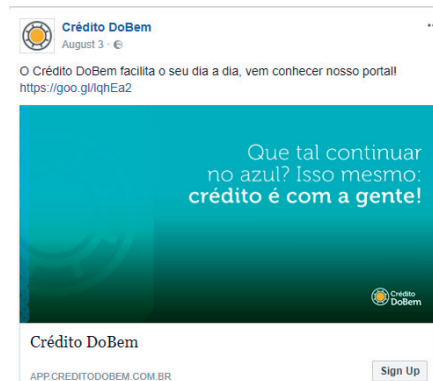 Crédito DoBem
August 3 ·
O Crédito DoBem facilita o seu dia a dia, vem conhecer nosso portal!
https://goo.gl/IqhEa2
Que tal continuar
no azul? Isso mesmo:
crédito é com a gente!
Crédito
DoBem
Crédito DoBem
APP.CREDITODOBEM.COM.BR
Sign Up